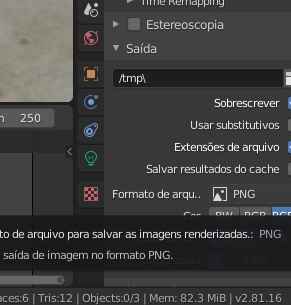 Time Remapping
Estereoscopia
Saída
/tmp\
250
Sobrescrever
Usar substitutivos
Extensões de arquivo
Salvar resultados do cache
Formato de arqu..
PNG
Cor
BW
RGB
to de arquivo para salvar as imagens renderizadas.: PNG
saída de imagem no formato PNG.
15%
aces:6 | Tris:12 | Objects:0/3 | Mem: 82.3 MiB | v2.81.16